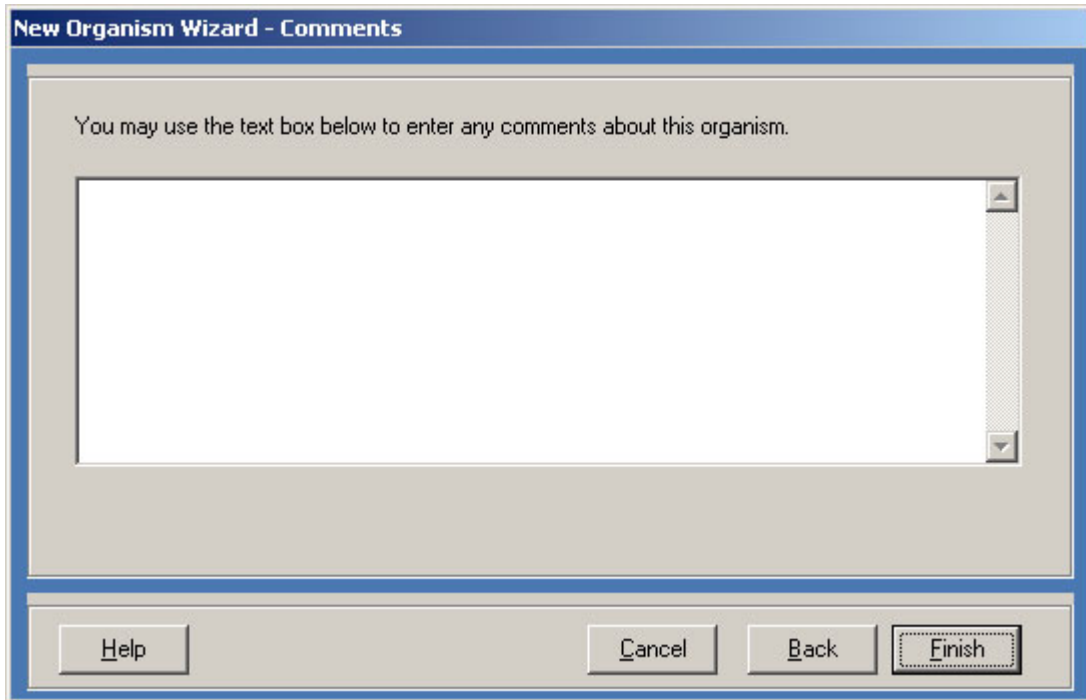 New Organism Wizard - Comments
You may use the text box below to enter any comments about this organism.
Help
Cancel
Back
Finish